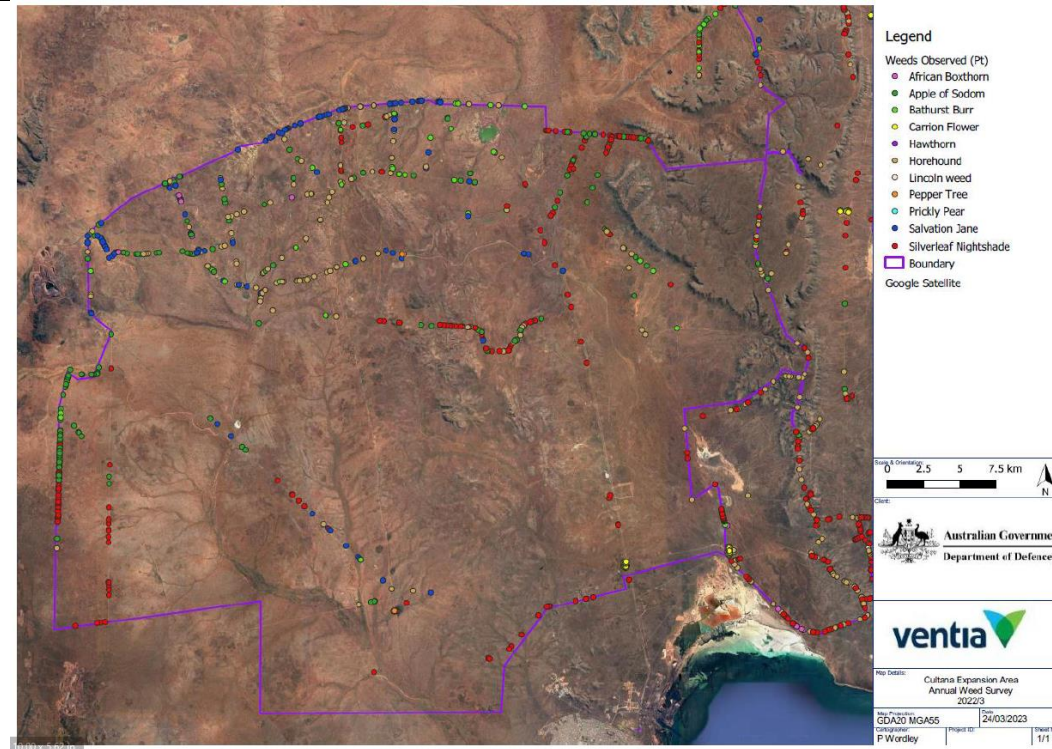 Legend
Weeds Observed (Pt)
African Boxthorn
Apple of Sodom
Bathurst Burr
Carrion Flower
Hawthorn
Horehound
Lincoln weed
Pepper Tree
Prickly Pear
Salvation Jane
Silverleaf Nightshade
Boundary
Google Satellite
Scale & Orientation:
0 2.5 5 7.5 km
N
Client:
Australian Governme
Department of Defence
ventia
Map Details:
Cultana Expansion Area
Annual Weed Survey
2022/3
Map Projection:
GDA20 MGA55
Date:
24/03/2023
Cartographer:
P Wordley
Project ID:
Sheet
1/1